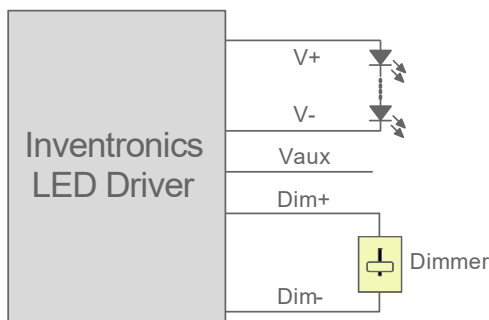 Inventronics
LED Driver
V+
V-
Vaux
Dim+
Dimmer
Dim-